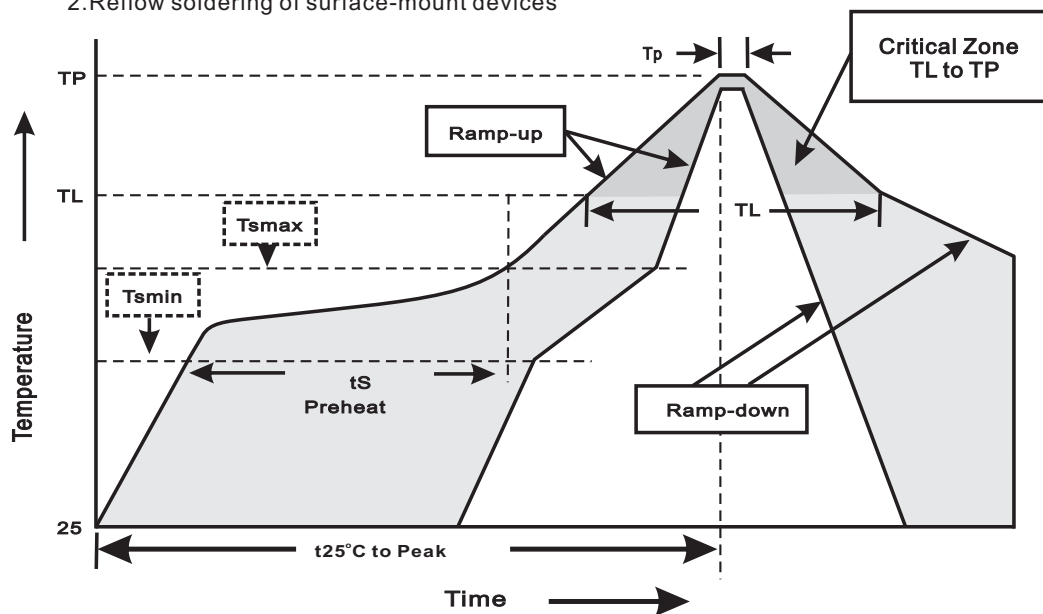 2.Reflow soldering of surface-mount devices
Tp
Critical Zone
TL to TP
TP
Ramp-up
TL
TL
Tsmax
Tsmin
Temperature
tS
Preheat
Ramp-down
25
t25°C to Peak
Time